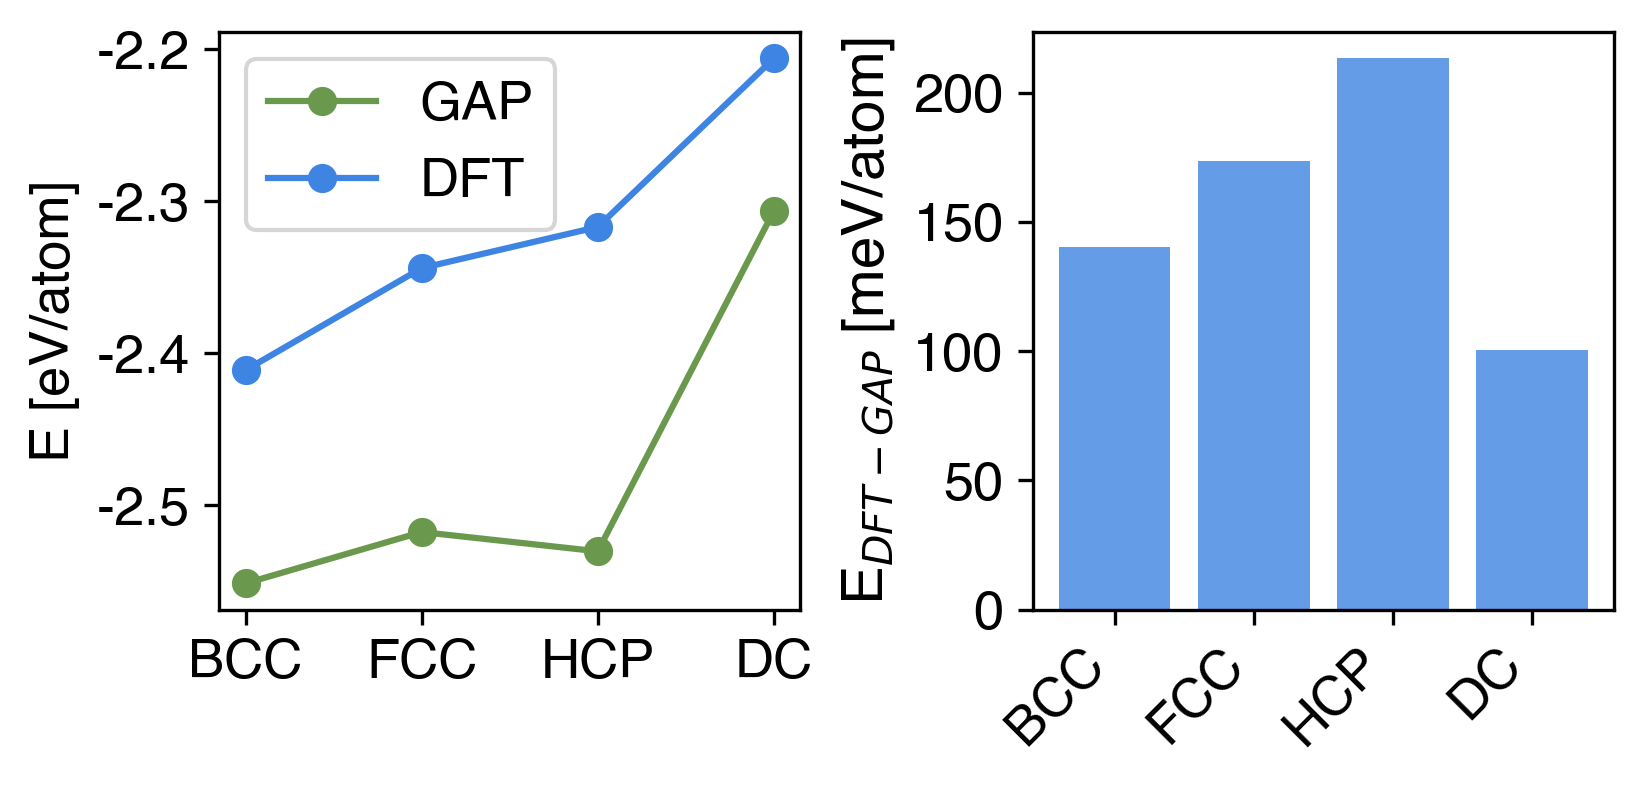 E [eV/atom]
-2.2
-2.3
-2.4
-2.5
GAP
DFT
BCC FCC HCP DC
E_{DFT−GAP} [meV/atom]
200
150
100
50
0
BCC FCC HCP DC